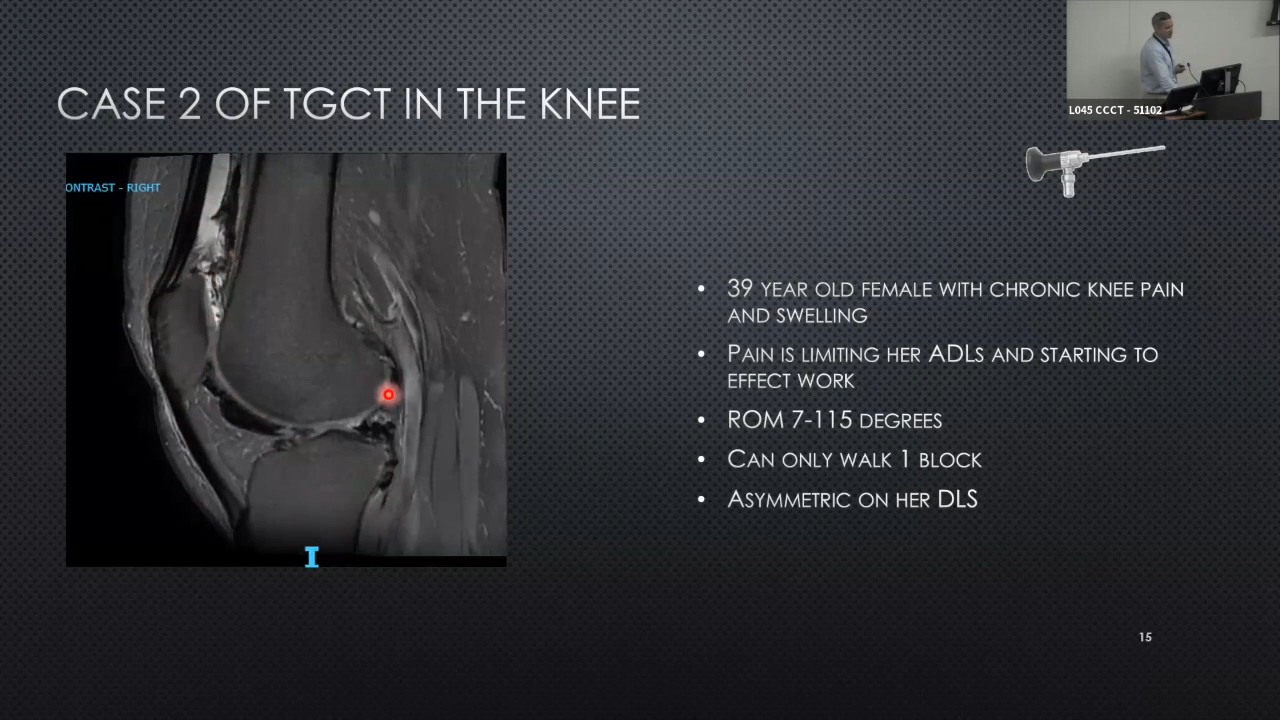 CASE 2 OF TGCT IN THE KNEE
L045 CCCT - 51102
ONTRAST - RIGHT
• 39 YEAR OLD FEMALE WITH CHRONIC KNEE PAIN
AND SWELLING
• PAIN IS LIMITING HER ADLS AND STARTING TO
EFFECT WORK
• ROM 7-115 DEGREES
• CAN ONLY WALK 1 BLOCK
• ASYMMETRIC ON HER DLS
I
15